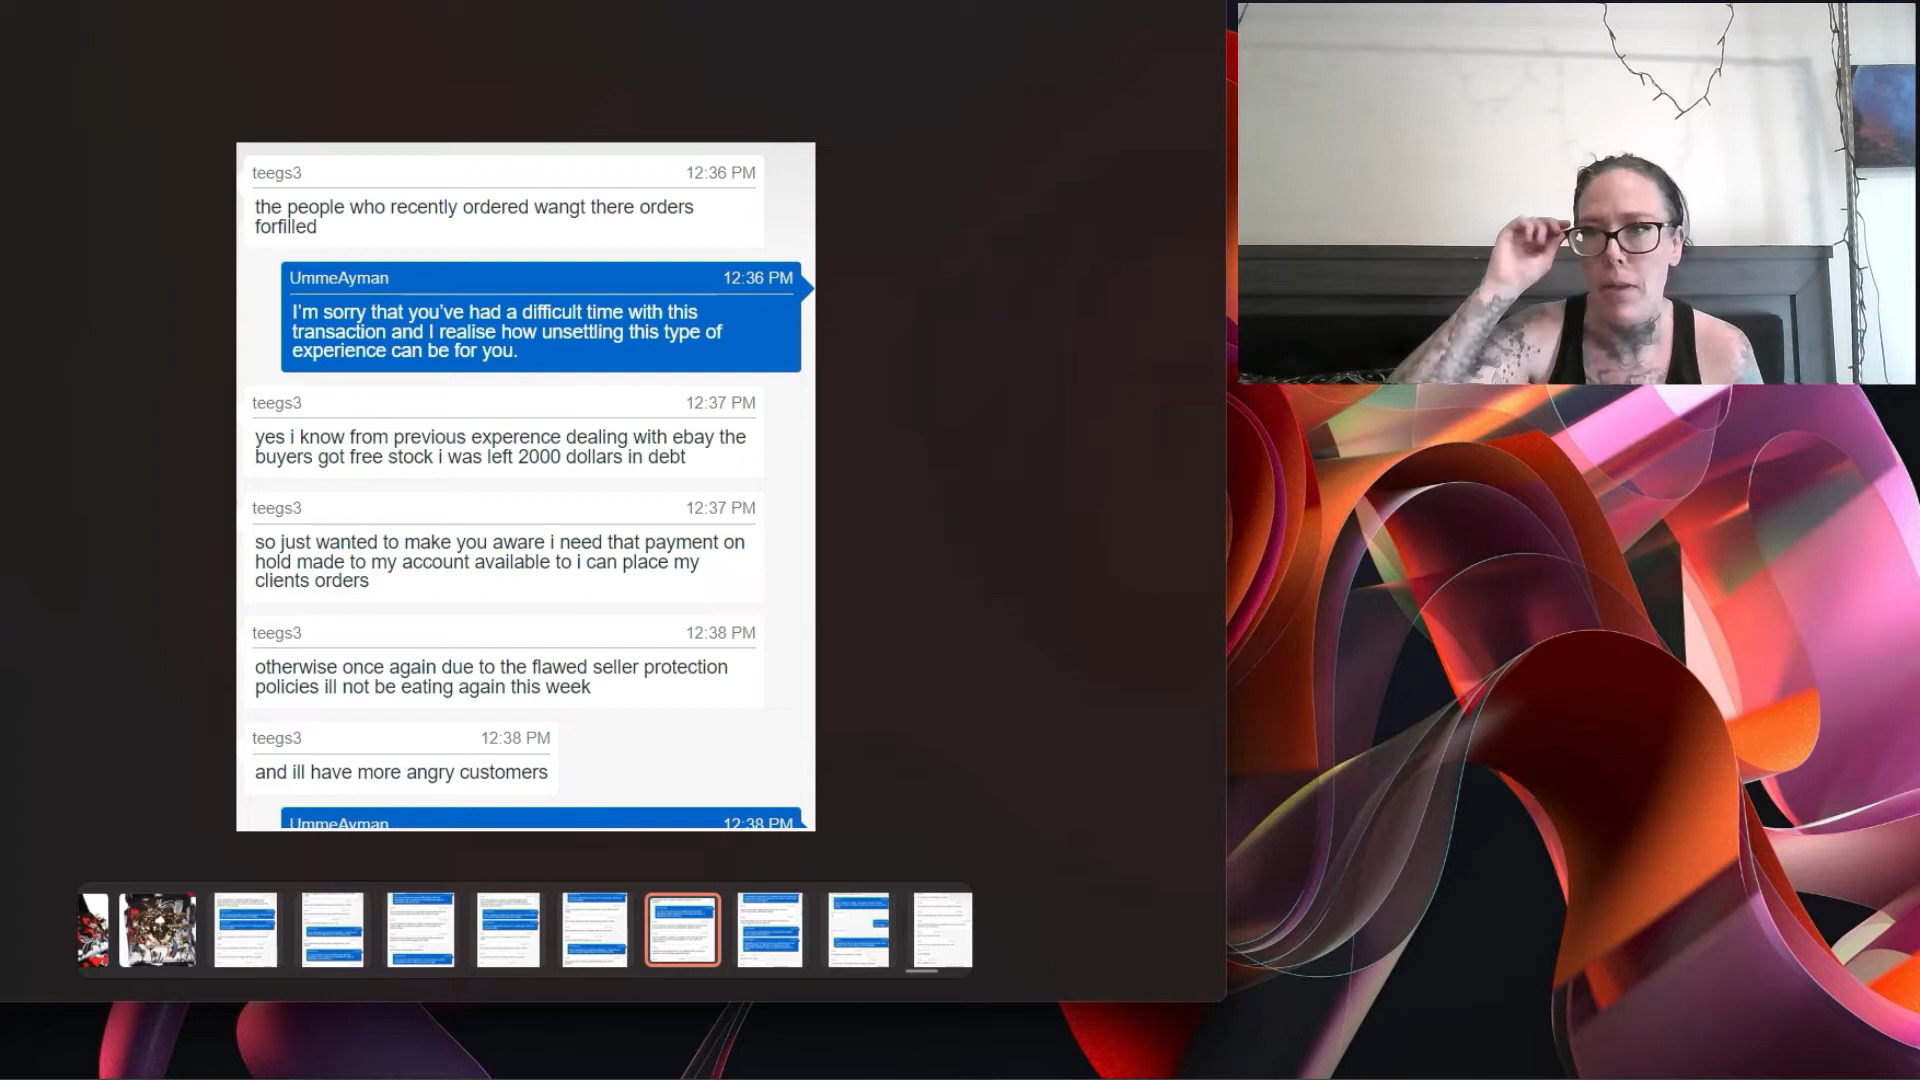 teegs3 12:36 PM
the people who recently ordered wangt there orders
forfilled
UmmeAyman 12:36 PM
I'm sorry that you've had a difficult time with this
transaction and I realise how unsettling this type of
experience can be for you.
teegs3 12:37 PM
yes i know from previous experence dealing with ebay the
buyers got free stock i was left 2000 dollars in debt
teegs3 12:37 PM
so just wanted to make you aware i need that payment on
hold made to my account available to i can place my
clients orders
teegs3 12:38 PM
otherwise once again due to the flawed seller protection
policies ill not be eating again this week
teegs3 12:38 PM
and ill have more angry customers
UmmeAyman 12:38 PM